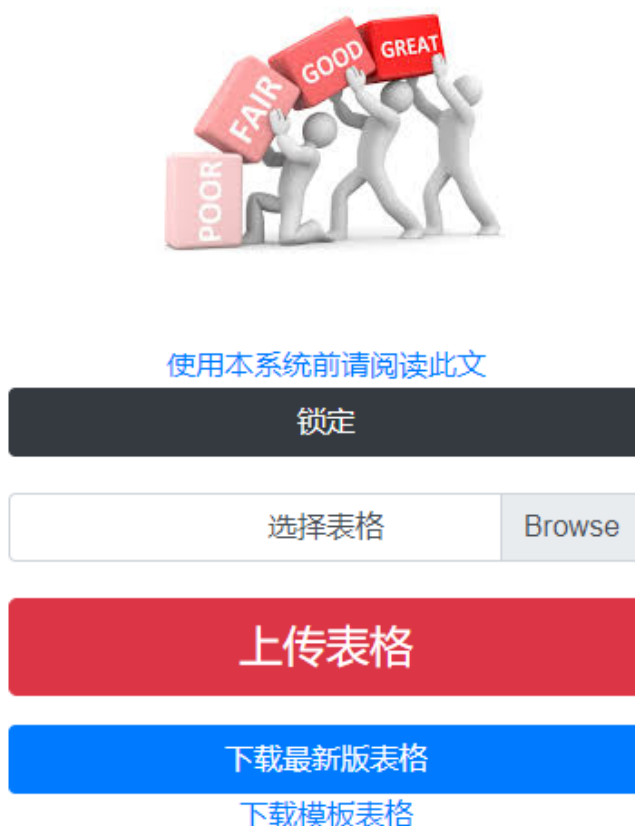 GREAT
GOOD
FAIR
POOR
使用本系统前请阅读此文
锁定
选择表格 Browse
上传表格
下载最新版表格
下载模板表格